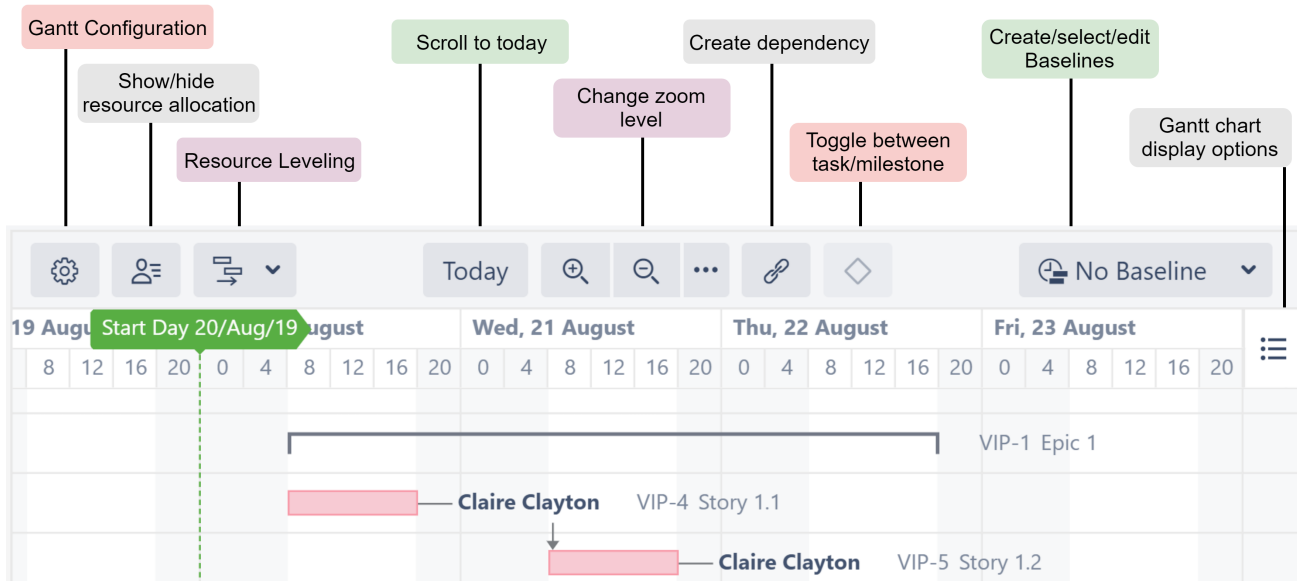 Gantt Configuration
Show/hide
resource allocation
Resource Leveling
Scroll to today
Change zoom
level
Create dependency
Toggle between
task/milestone
Create/select/edit
Baselines
Gantt chart
display options
Today
No Baseline
19 Augu Start Day 20/Aug/19 ugust Wed, 21 August Thu, 22 August Fri, 23 August
8 12 16 20 0 4 8 12 16 20 0 4 8 12 16 20 0 4 8 12 16 20 0 4 8 12 16 20
VIP-1 Epic 1
Claire Clayton VIP-4 Story 1.1
Claire Clayton VIP-5 Story 1.2